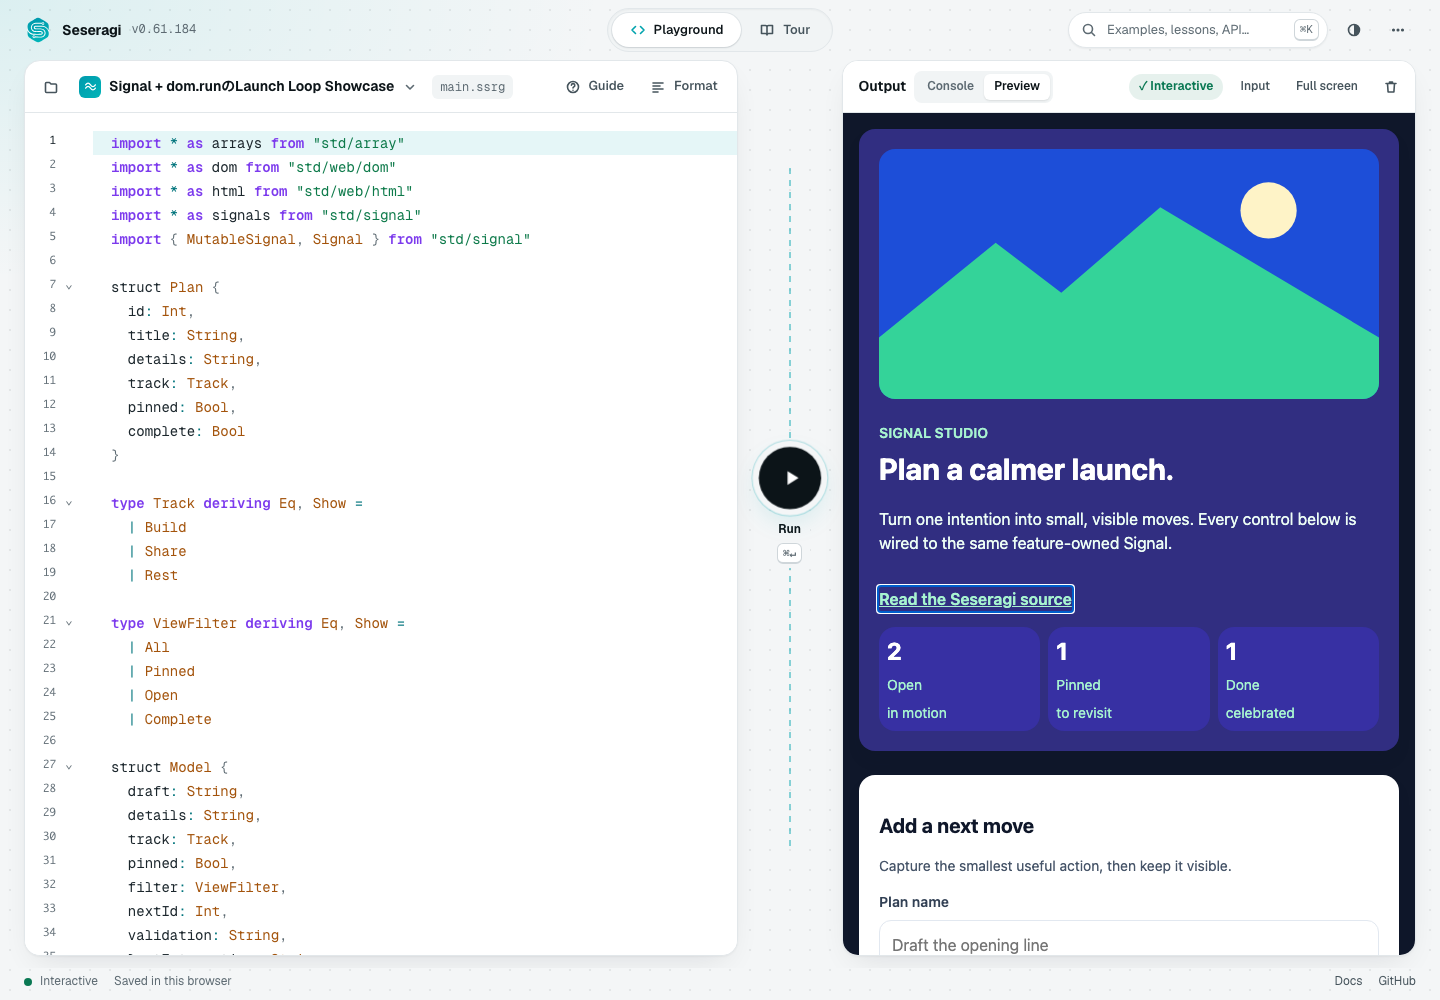 Seseragi v0.61.184
Playground
Tour
Examples, lessons, API...
⌘K
Signal + dom.runのLaunch Loop Showcase
main.ssrg
Guide
Format
1 import * as arrays from "std/array"
2 import * as dom from "std/web/dom"
3 import * as html from "std/web/html"
4 import * as signals from "std/signal"
5 import { MutableSignal, Signal } from "std/signal"
6
7 struct Plan {
8 id: Int,
9 title: String,
10 details: String,
11 track: Track,
12 pinned: Bool,
13 complete: Bool
14 }
15
16 type Track deriving Eq, Show =
17 | Build
18 | Share
19 | Rest
20
21 type ViewFilter deriving Eq, Show =
22 | All
23 | Pinned
24 | Open
25 | Complete
26
27 struct Model {
28 draft: String,
29 details: String,
30 track: Track,
31 pinned: Bool,
32 filter: ViewFilter,
33 nextId: Int,
34 validation: String,
Run
⌘↵
Output
Console
Preview
✓ Interactive
Input
Full screen
SIGNAL STUDIO
Plan a calmer launch.
Turn one intention into small, visible moves. Every control below is
wired to the same feature-owned Signal.
Read the Seseragi source
2
Open
in motion
1
Pinned
to revisit
1
Done
celebrated
Add a next move
Capture the smallest useful action, then keep it visible.
Plan name
Draft the opening line
Interactive
Saved in this browser
Docs
GitHub